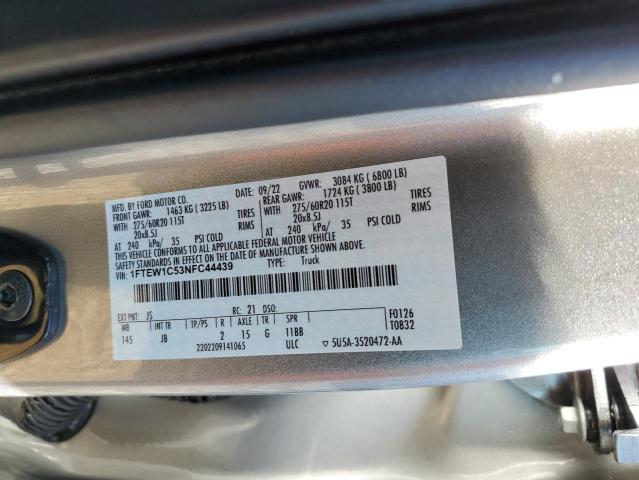 MFD. BY FORD MOTOR CO.
DATE: 09/22 GVWR: 3084 KG ( 6800 LB)
FRONT GAWR: 1463 KG ( 3225 LB) REAR GAWR: 1724 KG ( 3800 LB)
WITH 275/60R20 115T TIRES WITH 275/60R20 115T TIRES
20x8.5J RIMS 20x8.5J RIMS
AT 240 kPa/ 35 PSI COLD AT 240 kPa/ 35 PSI COLD
THIS VEHICLE CONFORMS TO ALL APPLICABLE FEDERAL MOTOR VEHICLE
SAFETY STANDARDS IN EFFECT ON THE DATE OF MANUFACTURE SHOWN ABOVE.
VIN: 1FTEW1C53NFC44439 TYPE: Truck
EXT PNT: JS RC: 21 DSO: F0126
WB INT TR TP/PS R AXLE TR SPR T0832
145 JB 2 15 G 11BB
2202209141065 ULC ▽ 5U5A-3520472-AA